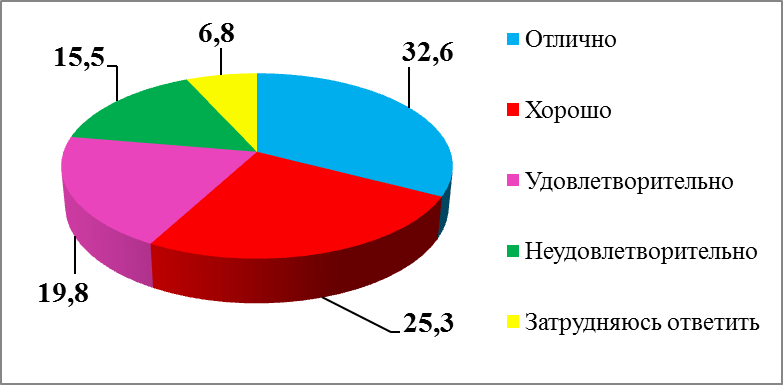 6,8
15,5
32,6
19,8
25,3
Отлично
Хорошо
Удовлетворительно
Неудовлетворительно
Затрудняюсь ответить